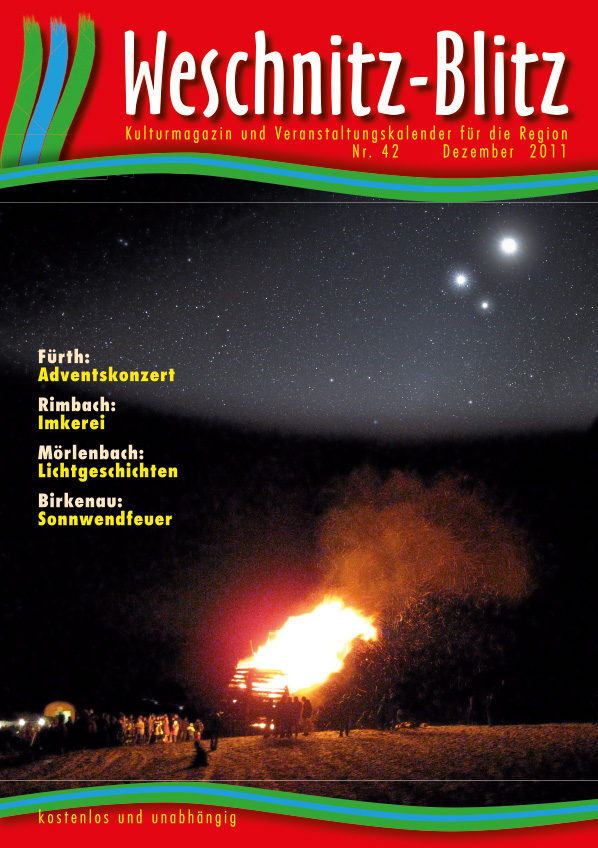 Weschnitz-Blitz
Kulturmagazin und Veranstaltungskalender für die Region
Nr. 42 Dezember 2011
Fürth:
Adventskonzert
Rimbach:
Imkerei
Mörlenbach:
Lichtgeschichten
Birkenau:
Sonnwendfeuer
kostenlos und unabhängig